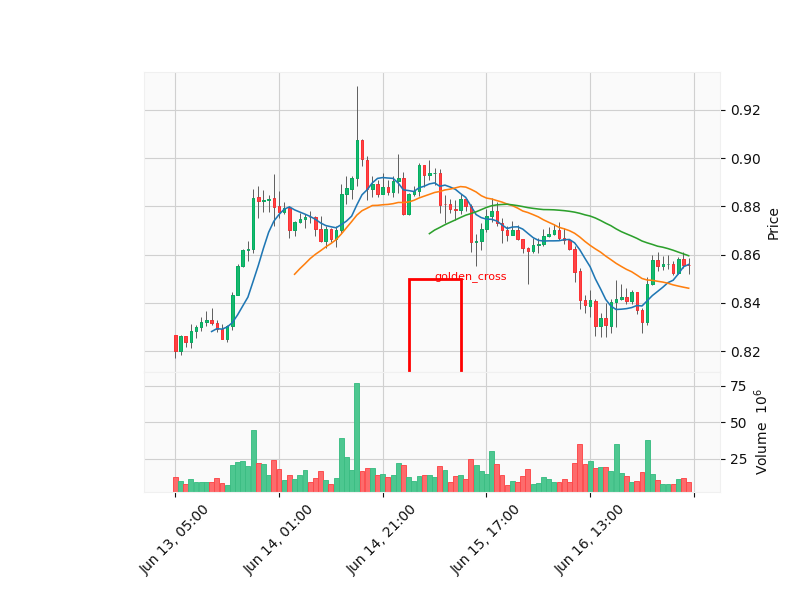 0.92
0.90
0.88
0.86
0.84
0.82
Price
golden_cross
75
50
25
Volume 10^6
Jun 13, 05:00
Jun 14, 01:00
Jun 14, 21:00
Jun 15, 17:00
Jun 16, 13:00